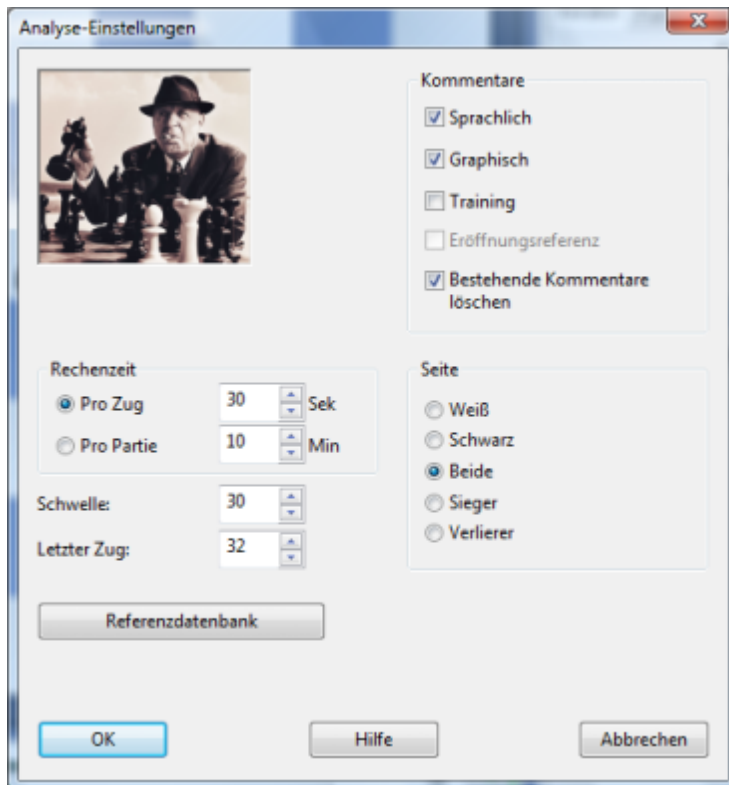 Analyse-Einstellungen
Kommentare
Sprachlich
Graphisch
Training
Eröffnungsreferenz
Bestehende Kommentare
löschen
Rechenzeit
Pro Zug 30 Sek
Pro Partie 10 Min
Schwelle: 30
Letzter Zug: 32
Seite
Weiß
Schwarz
Beide
Sieger
Verlierer
Referenzdatenbank
OK Hilfe Abbrechen